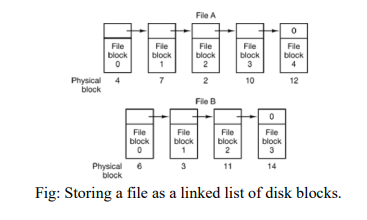 File A
0
File block 0 File block 1 File block 2 File block 3 File block 4
Physical block 4 7 2 10 12
File B
0
File block 0 File block 1 File block 2 File block 3
Physical block 6 3 11 14
Fig: Storing a file as a linked list of disk blocks.